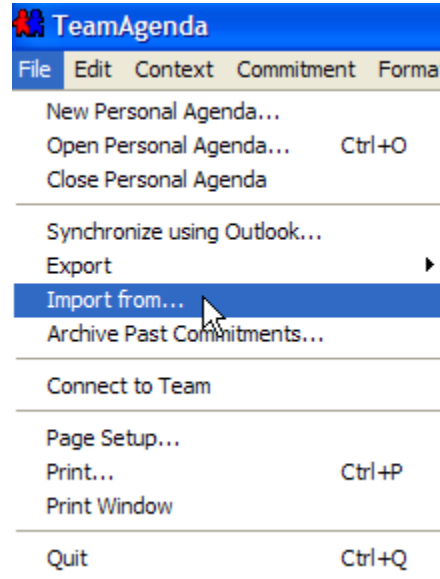 TeamAgenda
File Edit Context Commitment Forma
New Personal Agenda...
Open Personal Agenda... Ctrl+O
Close Personal Agenda
Synchronize using Outlook...
Export
Import from...
Archive Past Commitments...
Connect to Team
Page Setup...
Print... Ctrl+P
Print Window
Quit Ctrl+Q